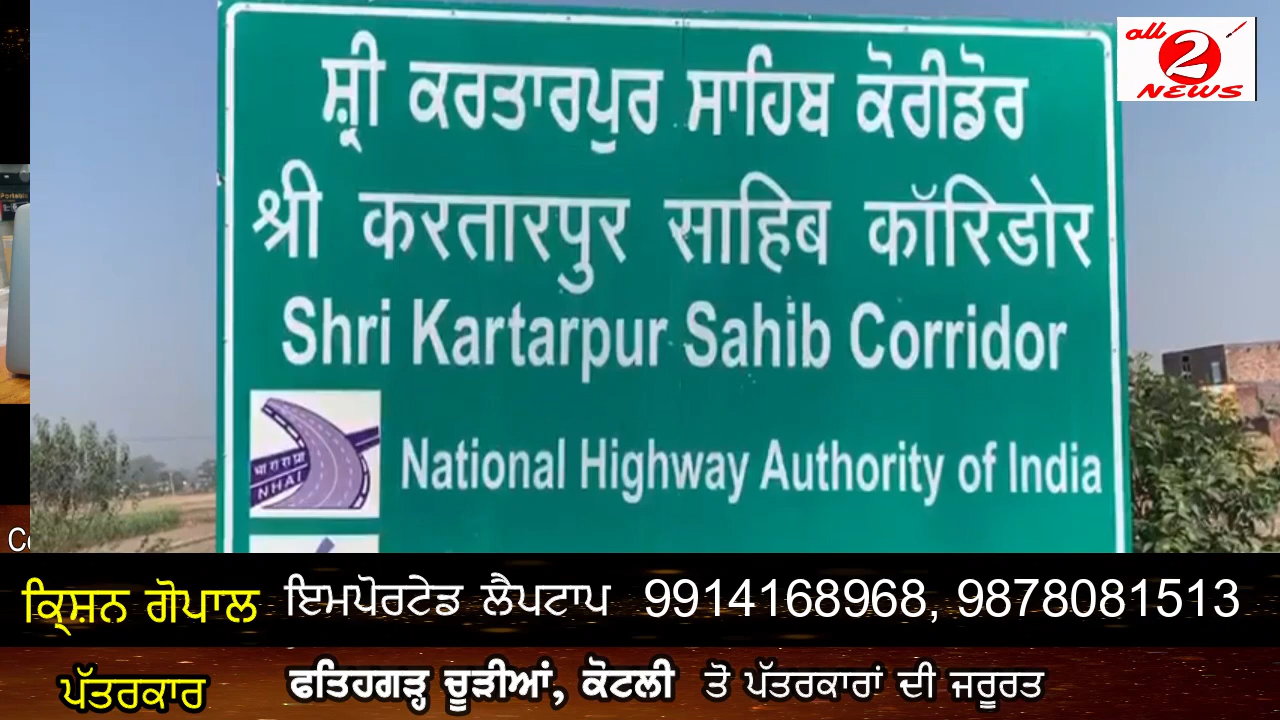 all
2
NEWS
ਸ਼੍ਰੀ ਕਰਤਾਰਪੁਰ ਸਾਹਿਬ ਕੋਰੀਡੋਰ
श्री करतारपुर साहिब कॉरिडोर
Shri Kartarpur Sahib Corridor
भा रा रा प्रा
NHAI
National Highway Authority of India
ਕ੍ਰਿਸ਼ਨ ਗੋਪਾਲ ਇਮਪੋਰਟੇਡ ਲੈਪਟਾਪ 9914168968, 9878081513
ਪੱਤਰਕਾਰ ਫਤਿਹਗੜ੍ਹ ਚੂੜੀਆਂ, ਕੋਟਲੀ ਤੋ ਪੱਤਰਕਾਰਾਂ ਦੀ ਜਰੂਰਤ